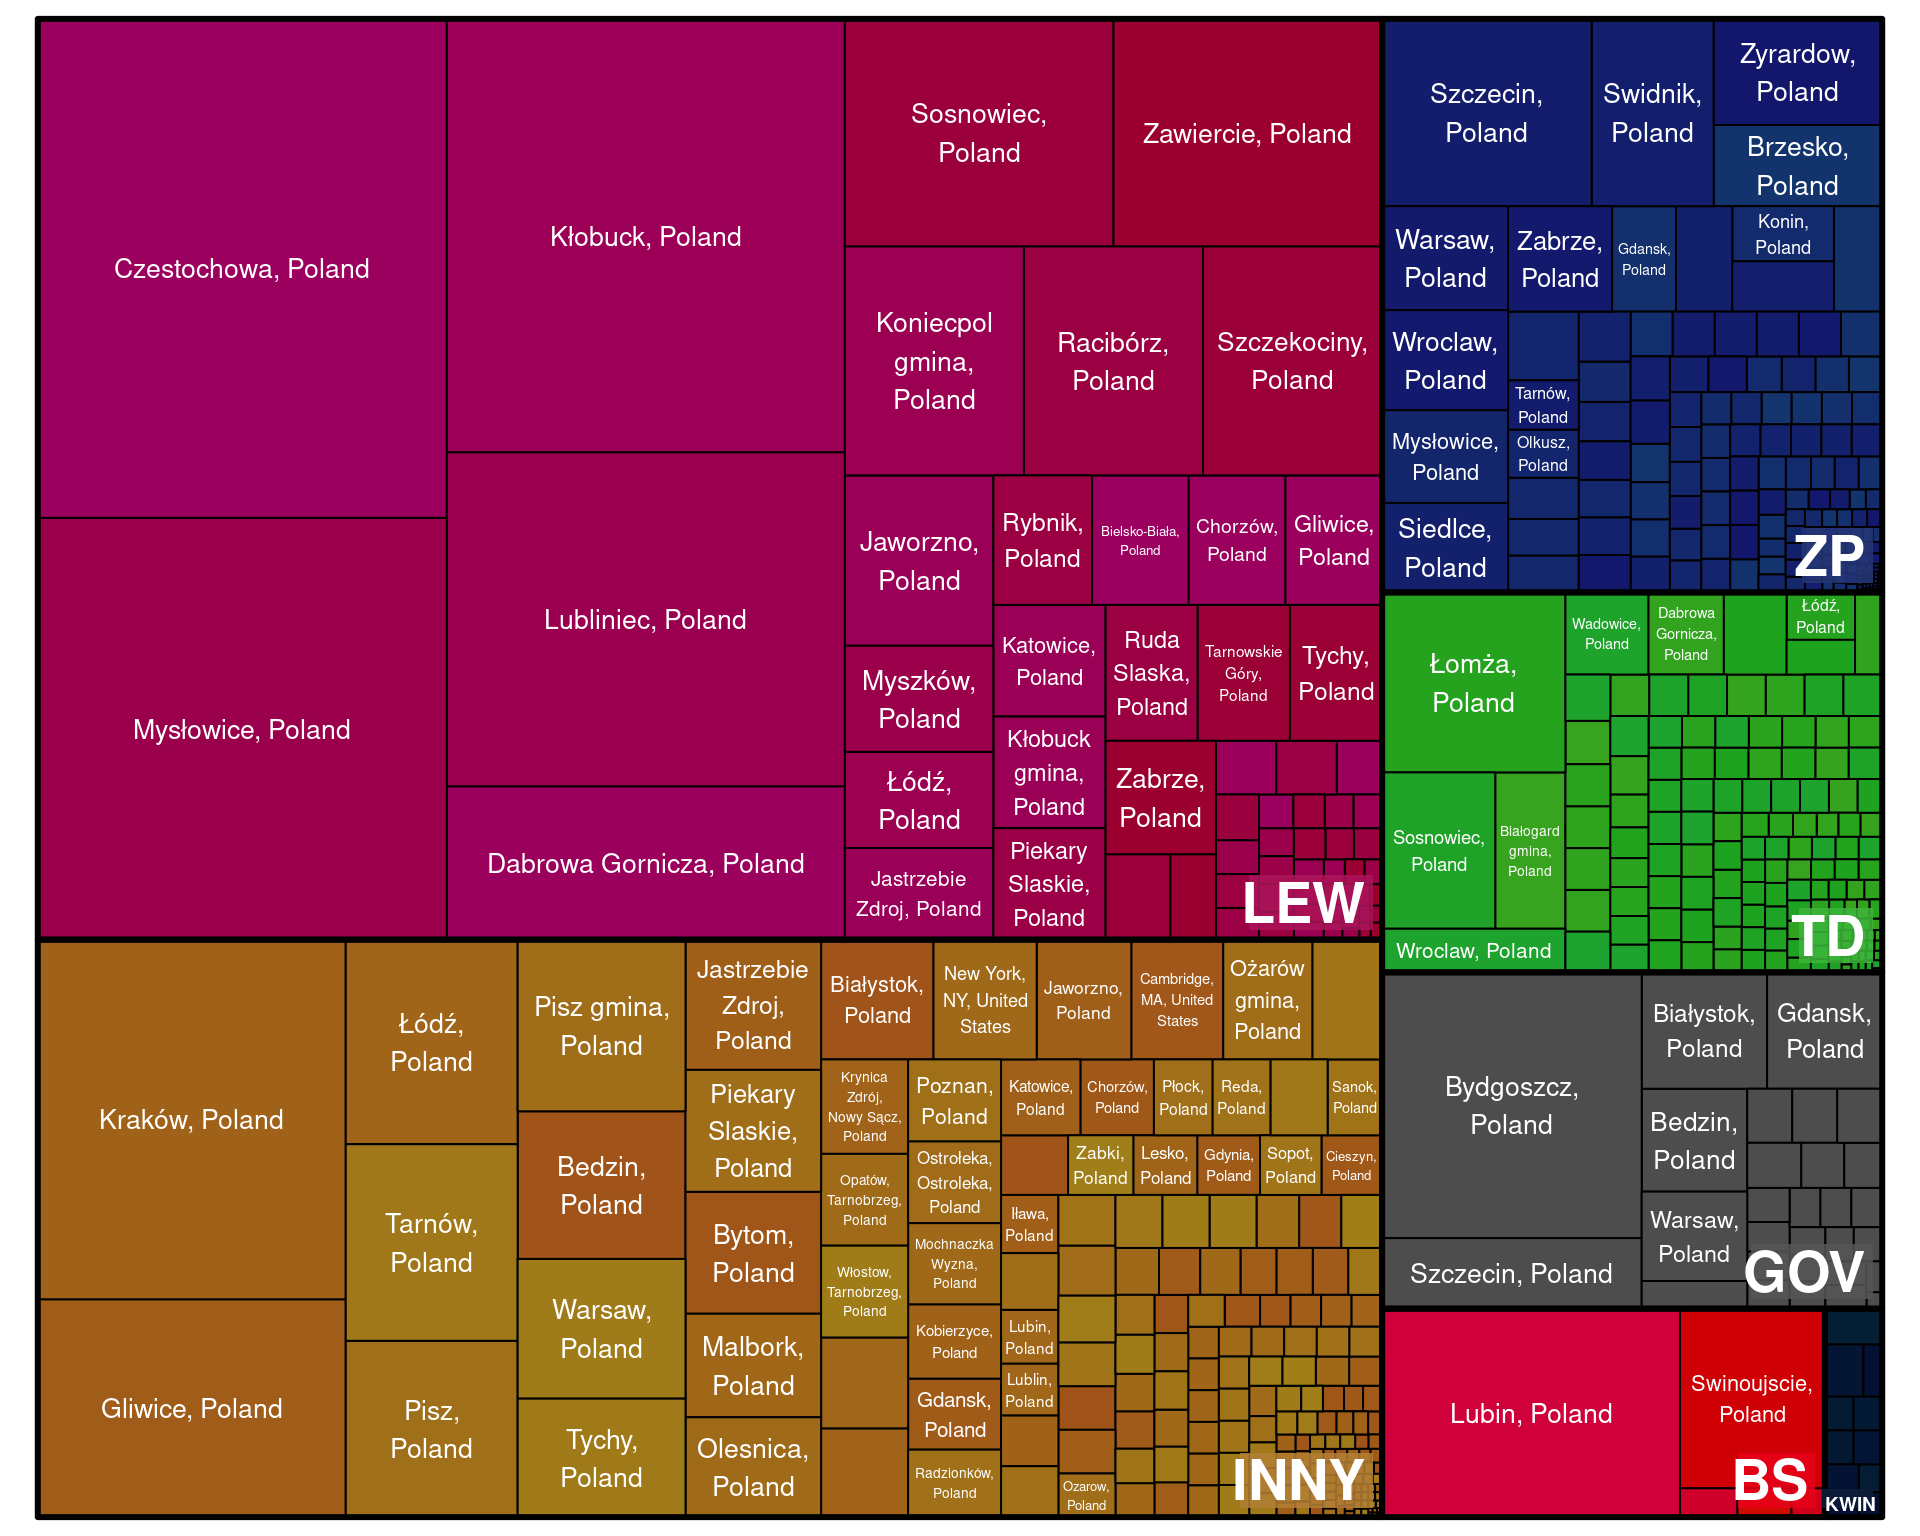 Czestochowa, Poland
Mysłowice, Poland
Kłobuck, Poland
Lubliniec, Poland
Dabrowa Gornicza, Poland
Sosnowiec,
Poland
Zawiercie, Poland
Koniecpol
gmina,
Poland
Racibórz,
Poland
Szczekociny,
Poland
Jaworzno,
Poland
Myszków,
Poland
Łódź,
Poland
Jastrzebie
Zdroj, Poland
Rybnik,
Poland
Bielsko-Biała,
Poland
Chorzów,
Poland
Gliwice,
Poland
Katowice,
Poland
Kłobuck
gmina,
Poland
Piekary
Slaskie,
Poland
Ruda
Slaska,
Poland
Tarnowskie
Góry,
Poland
Tychy,
Poland
Zabrze,
Poland
LEW
Szczecin,
Poland
Swidnik,
Poland
Zyrardow,
Poland
Brzesko,
Poland
Warsaw,
Poland
Zabrze,
Poland
Gdansk,
Poland
Konin,
Poland
Wroclaw,
Poland
Mysłowice,
Poland
Siedlce,
Poland
Tarnów,
Poland
Olkusz,
Poland
ZP
Łomża,
Poland
Wadowice,
Poland
Dabrowa
Gornicza,
Poland
Łódź,
Poland
Sosnowiec,
Poland
Białogard
gmina,
Poland
Wroclaw, Poland
TD
Bydgoszcz,
Poland
Szczecin, Poland
Białystok,
Poland
Gdansk,
Poland
Bedzin,
Poland
Warsaw,
Poland
GOV
Lubin, Poland
Swinoujscie,
Poland
BS
KWIN
Kraków, Poland
Gliwice, Poland
Łódź,
Poland
Tarnów,
Poland
Pisz,
Poland
Pisz gmina,
Poland
Bedzin,
Poland
Warsaw,
Poland
Tychy,
Poland
Jastrzebie
Zdroj,
Poland
Piekary
Slaskie,
Poland
Bytom,
Poland
Malbork,
Poland
Olesnica,
Poland
Białystok,
Poland
New York,
NY, United
States
Jaworzno,
Poland
Cambridge,
MA, United
States
Ożarów
gmina,
Poland
Krynica
Zdrój,
Nowy Sącz,
Poland
Opatów,
Tarnobrzeg,
Poland
Włostow,
Tarnobrzeg,
Poland
Poznan,
Poland
Ostrołeka,
Ostroleka,
Poland
Mochnaczka
Wyzna,
Poland
Kobierzyce,
Poland
Gdansk,
Poland
Radzionków,
Poland
Katowice,
Poland
Chorzów,
Poland
Płock,
Poland
Reda,
Poland
Sanok,
Poland
Zabki,
Poland
Lesko,
Poland
Gdynia,
Poland
Sopot,
Poland
Cieszyn,
Poland
Iława,
Poland
Lubin,
Poland
Lublin,
Poland
Ozarow,
Poland
INNY